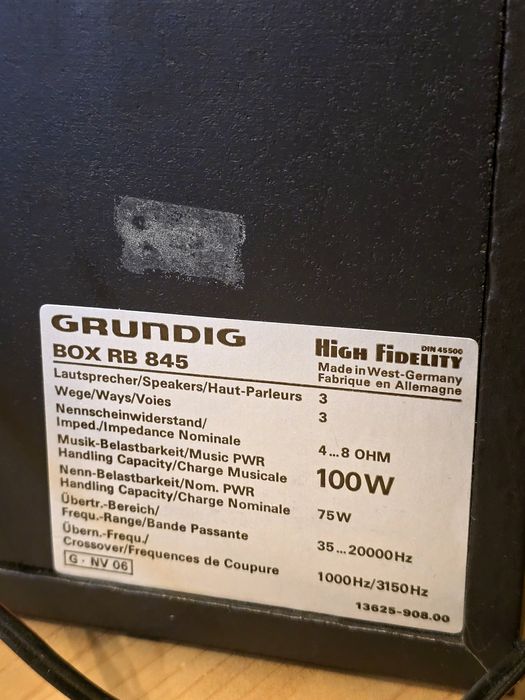 GRUNDIG
BOX RB 845
HIGH FIDELITY DIN 45500
Made in West-Germany
Fabrique en Allemagne
Lautsprecher/Speakers/Haut-Parleurs 3
Wege/Ways/Voies 3
Nennscheinwiderstand/
Imped./Impedance Nominale 4...8 OHM
Musik-Belastbarkeit/Music PWR
Handling Capacity/Charge Musicale 100W
Nenn-Belastbarkeit/Nom. PWR
Handling Capacity/Charge Nominale 75W
Übertr.-Bereich/
Frequ.-Range/Bande Passante 35...20000Hz
Übern.-Frequ./
Crossover/Frequences de Coupure 1000Hz/3150Hz
G · NV 06
13625-908.00